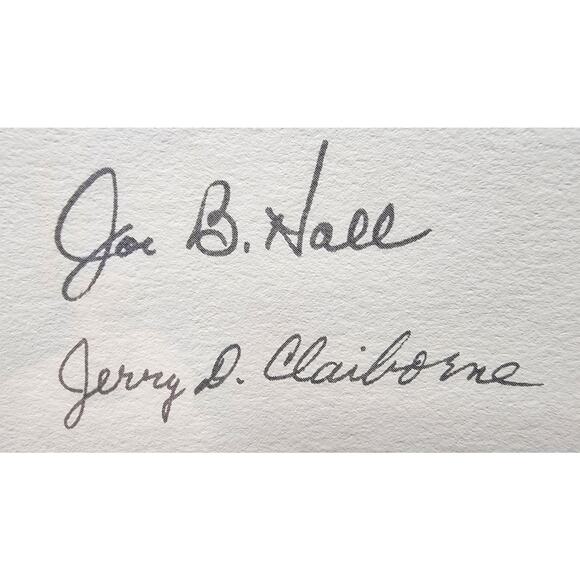 Joe B. Hall
Jerry D. Claiborne